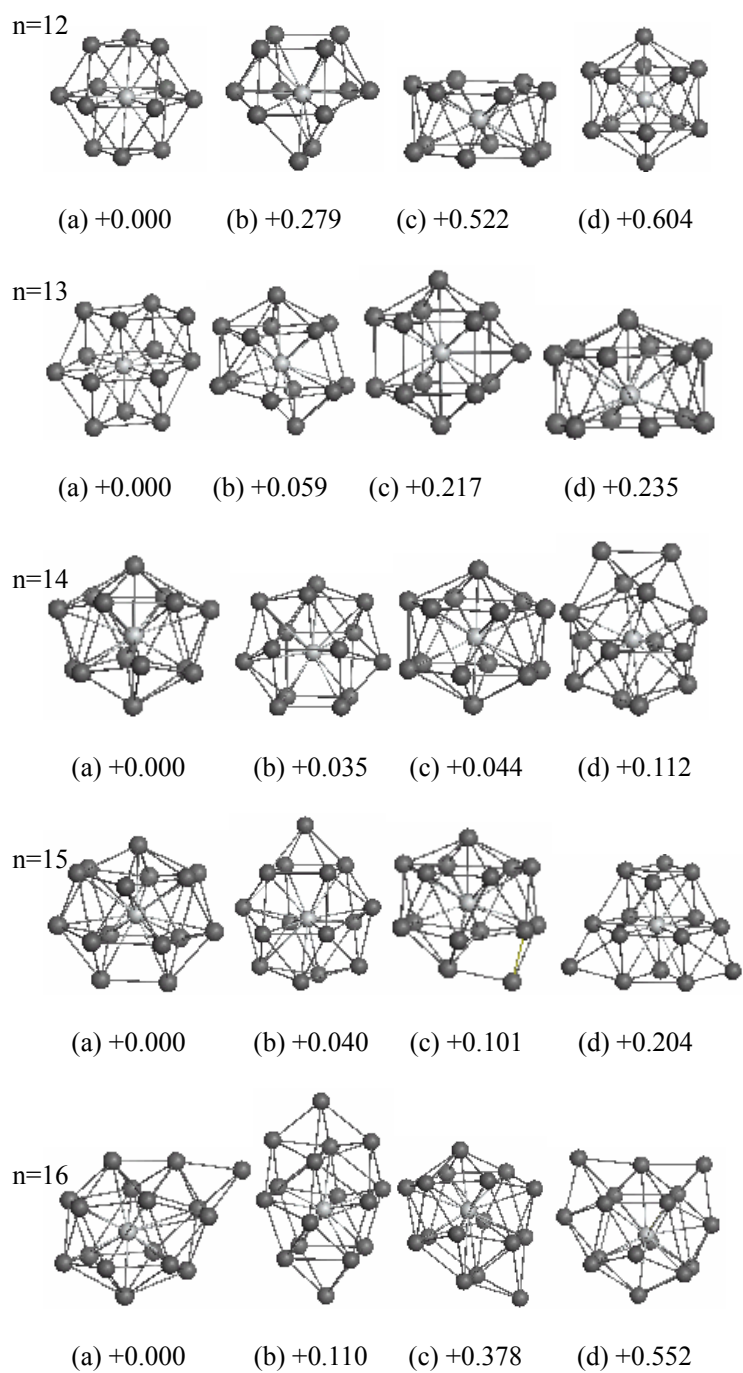 n=12
(a) +0.000 (b) +0.279 (c) +0.522 (d) +0.604
n=13
(a) +0.000 (b) +0.059 (c) +0.217 (d) +0.235
n=14
(a) +0.000 (b) +0.035 (c) +0.044 (d) +0.112
n=15
(a) +0.000 (b) +0.040 (c) +0.101 (d) +0.204
n=16
(a) +0.000 (b) +0.110 (c) +0.378 (d) +0.552